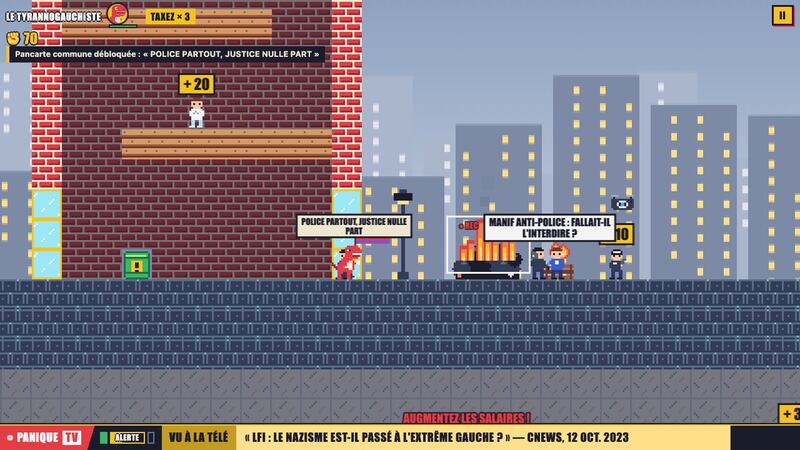 LE TYRANNOGAUCHISTE
TAXEZ × 3
70
Pancarte commune débloquée : « POLICE PARTOUT, JUSTICE NULLE PART »
+ 20
POLICE PARTOUT, JUSTICE NULLE
PART
REC
MANIF ANTI-POLICE : FALLAIT-IL
L'INTERDIRE ?
10
AUGMENTEZ LES SALAIRES !
+ 3
PANIQUE TV
ALERTE
VU À LA TÉLÉ
« LFI : LE NAZISME EST-IL PASSÉ À L'EXTRÊME GAUCHE ? » — CNEWS, 12 OCT. 2023